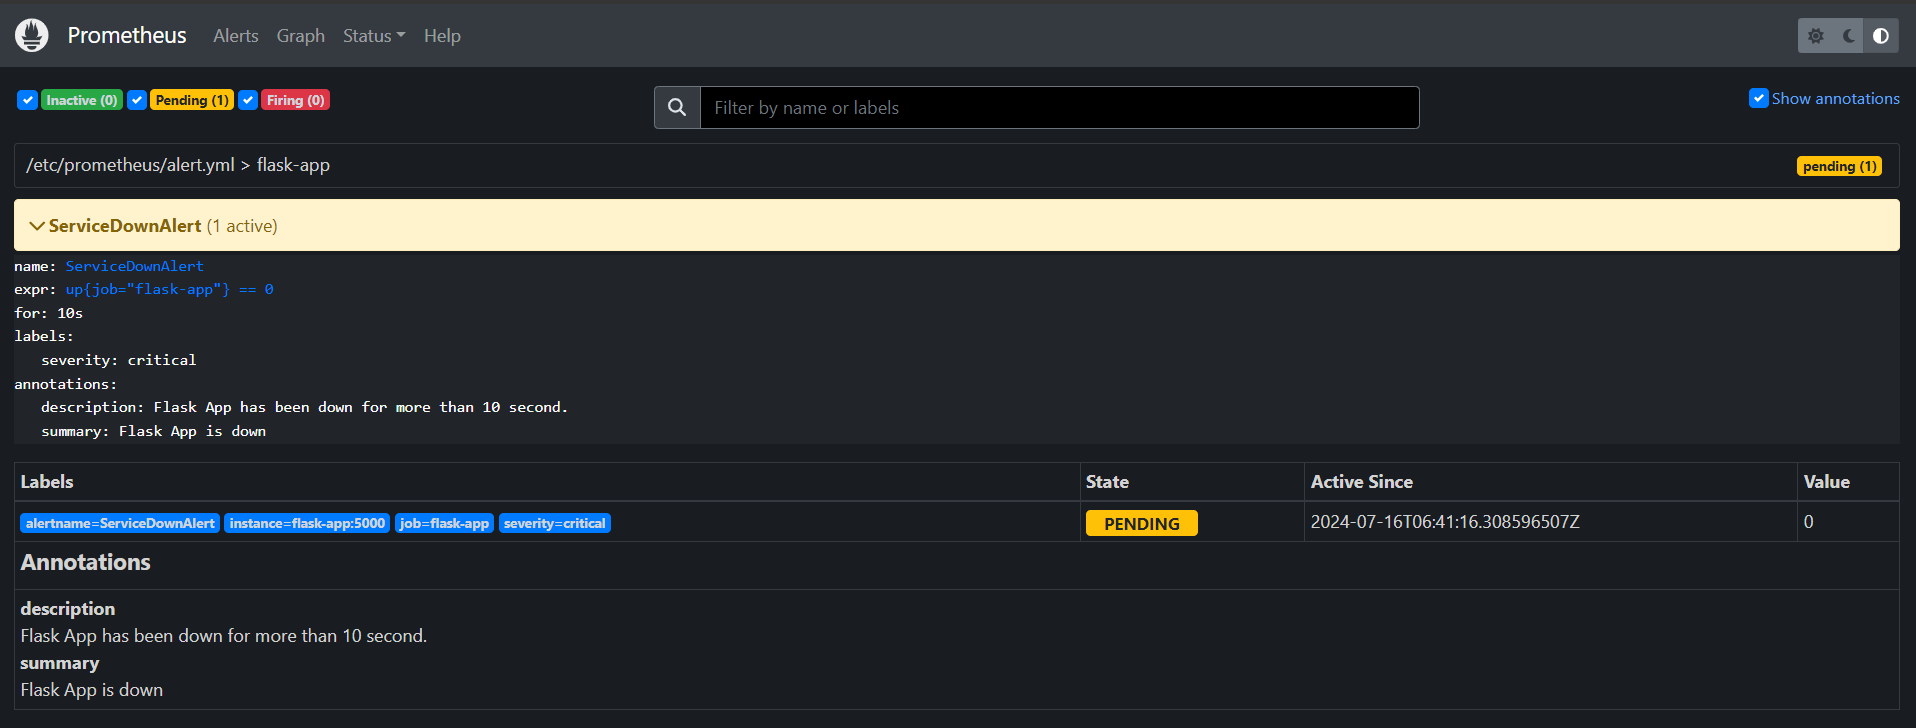 Prometheus Alerts Graph Status Help
Inactive (0) Pending (1) Firing (0) Filter by name or labels Show annotations
/etc/prometheus/alert.yml > flask-app pending (1)
ServiceDownAlert (1 active)
name: ServiceDownAlert
expr: up{job="flask-app"} == 0
for: 10s
labels:
severity: critical
annotations:
description: Flask App has been down for more than 10 second.
summary: Flask App is down
Labels State Active Since Value
alertname=ServiceDownAlert instance=flask-app:5000 job=flask-app severity=critical PENDING 2024-07-16T06:41:16.308596507Z 0
Annotations
description
Flask App has been down for more than 10 second.
summary
Flask App is down